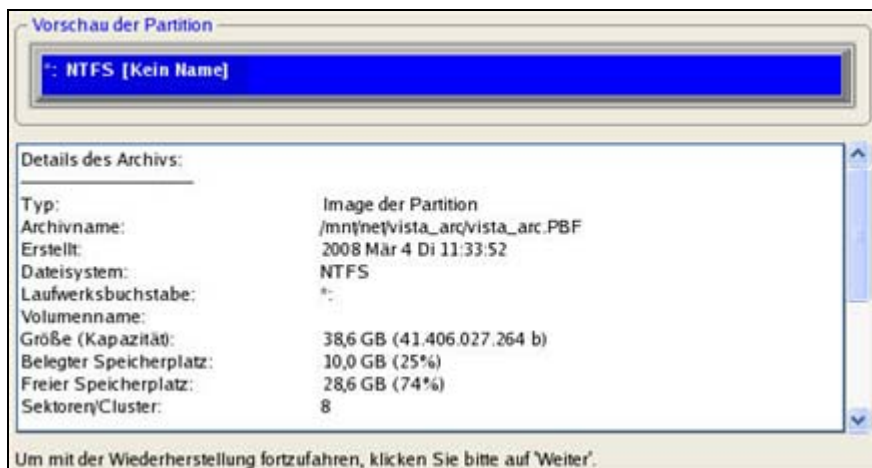 Vorschau der Partition
*: NTFS [Kein Name]
Details des Archivs:
Typ: Image der Partition
Archivname: /mnt/net/vista_arc/vista_arc.PBF
Erstellt: 2008 Mär 4 Di 11:33:52
Dateisystem: NTFS
Laufwerksbuchstabe: *:
Volumenname:
Größe (Kapazität): 38,6 GB (41.406.027.264 b)
Belegter Speicherplatz: 10,0 GB (25%)
Freier Speicherplatz: 28,6 GB (74%)
Sektoren/Cluster: 8
Um mit der Wiederherstellung fortzufahren, klicken Sie bitte auf 'Weiter'.